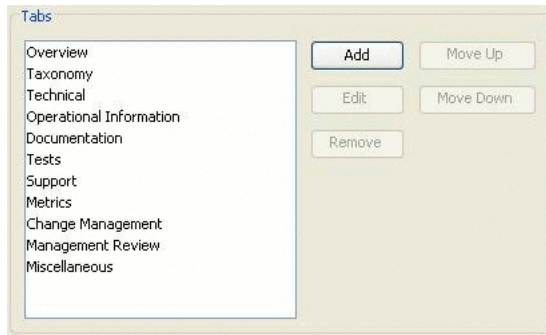 Tabs
Overview
Taxonomy
Technical
Operational Information
Documentation
Tests
Support
Metrics
Change Management
Management Review
Miscellaneous
Add
Move Up
Edit
Move Down
Remove